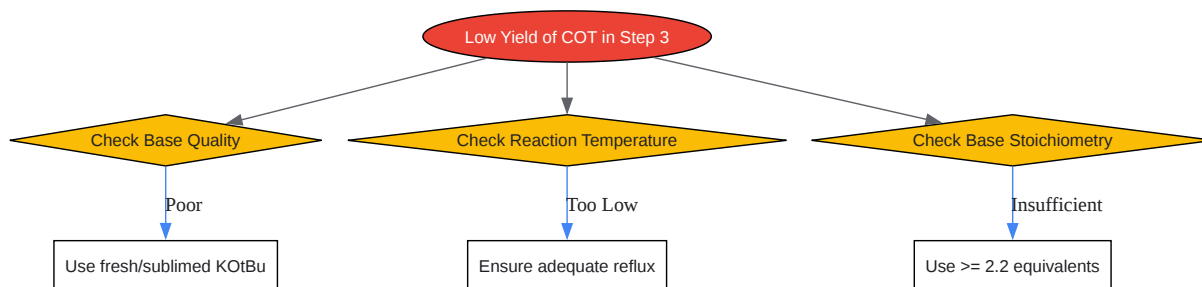 Low Yield of COT in Step 3
Check Base Quality
Check Reaction Temperature
Check Base Stoichiometry
Poor
Too Low
Insufficient
Use fresh/sublimed KOtBu
Ensure adequate reflux
Use >= 2.2 equivalents